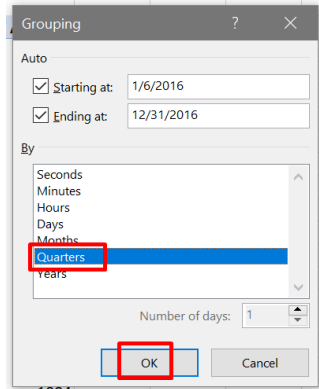 Grouping ? ×
Auto
Starting at: 1/6/2016
Ending at: 12/31/2016
By
Seconds
Minutes
Hours
Days
Months
Quarters
Years
Number of days: 1
OK Cancel